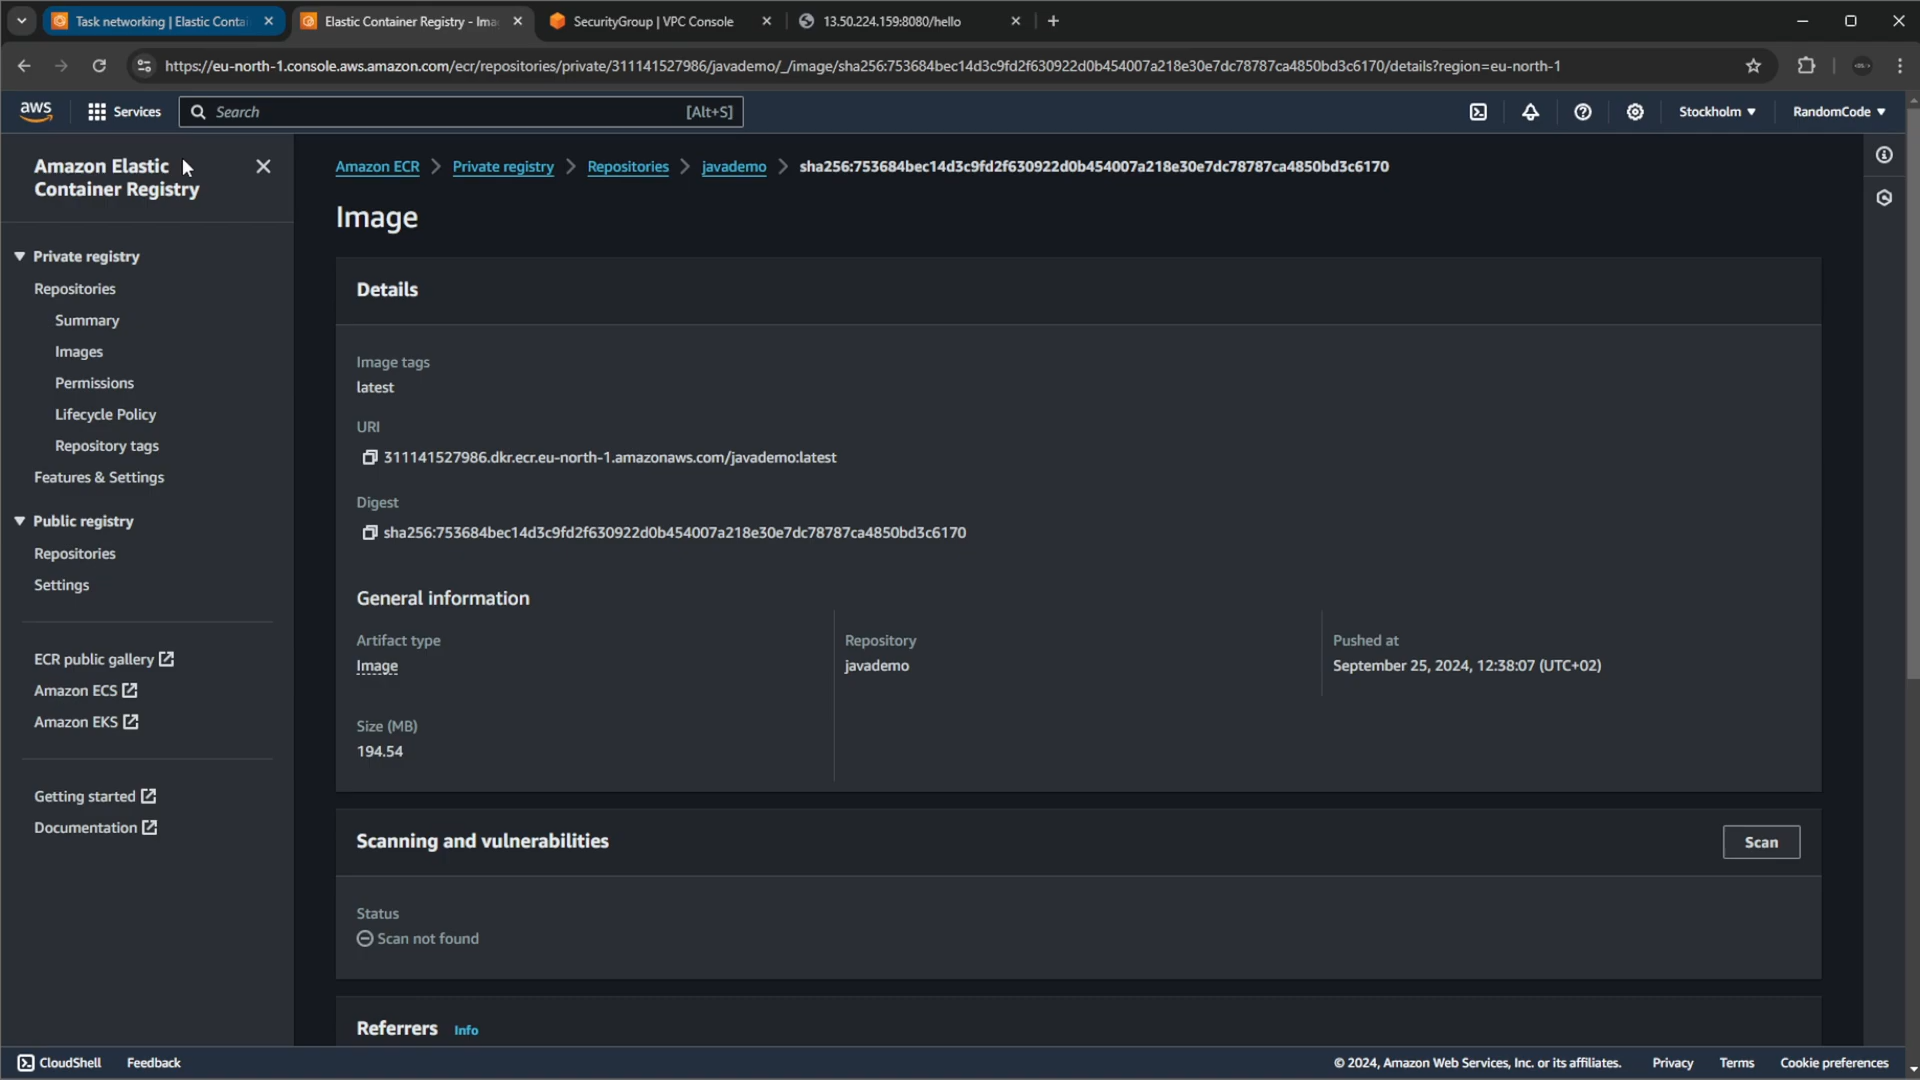 Task networking | Elastic Contai
Elastic Container Registry - Ima
SecurityGroup | VPC Console
13.50.224.159:8080/hello
https://eu-north-1.console.aws.amazon.com/ecr/repositories/private/311141527986/javademo/_/image/sha256:753684bec14d3c9fd2f630922d0b454007a218e30e7dc78787ca4850bd3c6170/details?region=eu-north-1
aws
Services
Search
[Alt+S]
Stockholm
RandomCode
Amazon Elastic
Container Registry
Private registry
Repositories
Summary
Images
Permissions
Lifecycle Policy
Repository tags
Features & Settings
Public registry
Repositories
Settings
ECR public gallery
Amazon ECS
Amazon EKS
Getting started
Documentation
Amazon ECR
Private registry
Repositories
javademo
sha256:753684bec14d3c9fd2f630922d0b454007a218e30e7dc78787ca4850bd3c6170
Image
Details
Image tags
latest
URI
311141527986.dkr.ecr.eu-north-1.amazonaws.com/javademo:latest
Digest
sha256:753684bec14d3c9fd2f630922d0b454007a218e30e7dc78787ca4850bd3c6170
General information
Artifact type
Image
Repository
javademo
Pushed at
September 25, 2024, 12:38:07 (UTC+02)
Size (MB)
194.54
Scanning and vulnerabilities
Scan
Status
Scan not found
Referrers Info
CloudShell
Feedback
© 2024, Amazon Web Services, Inc. or its affiliates.
Privacy
Terms
Cookie preferences